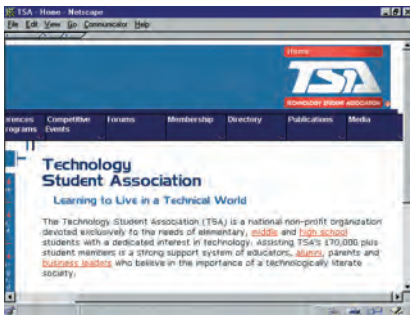 TSA - Home - Netscape
File Edit View Go Communicator Help
Home
TSA
TECHNOLOGY STUDENT ASSOCIATION
Competitive Forums Membership Directory Publications Media
Events
Technology
Student Association
Learning to Live in a Technical World
The Technology Student Association (TSA) is a national non-profit organization
devoted exclusively to the needs of elementary, middle and high school
students with a dedicated interest in technology. Assisting TSA's 170,000 plus
student members is a strong support system of educators, alumni, parents and
business leaders who believe in the importance of a technologically literate
society.